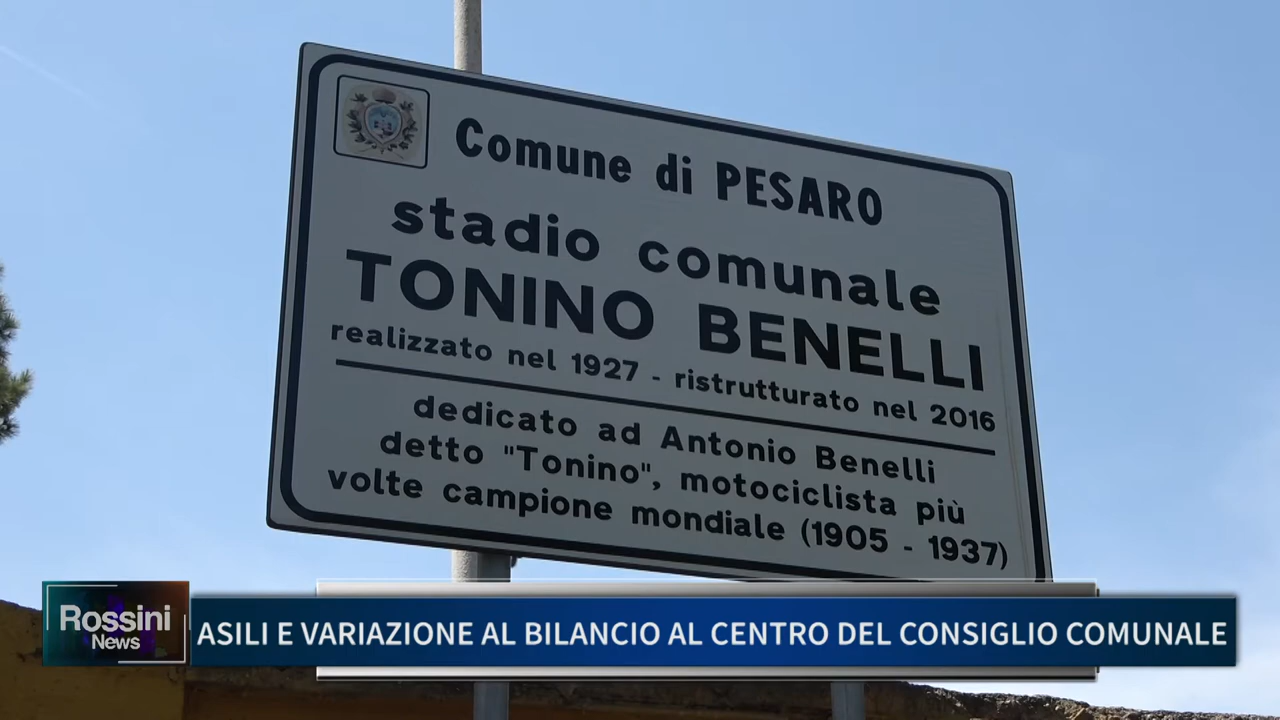 Comune di PESARO
stadio comunale
TONINO BENELLI
realizzato nel 1927 - ristrutturato nel 2016
dedicato ad Antonio Benelli
detto "Tonino", motociclista più
volte campione mondiale (1905 - 1937)
Rossini
News
ASILI E VARIAZIONE AL BILANCIO AL CENTRO DEL CONSIGLIO COMUNALE